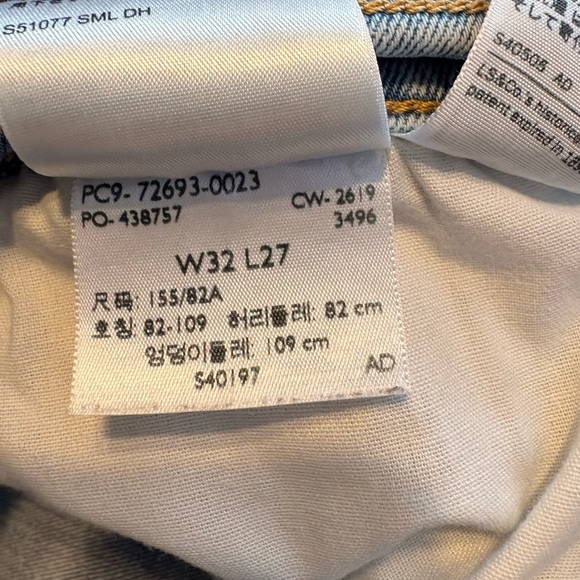 S51077 SML DH
S40508 AD
L.S.&Co.'s historic
patent expired in 18
PC9- 72693-0023
PO- 438757
CW- 2619
3496
W32 L27
尺码: 155/82A
호칭: 82-109 허리둘레: 82 cm
엉덩이둘레: 109 cm
S40197
AD